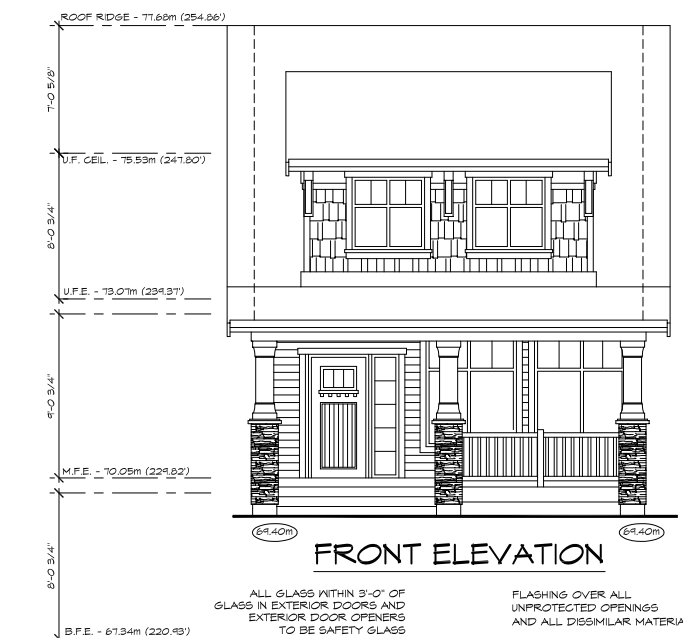 ROOF RIDGE - 77.68m (254.86')
7'-0 5/8"
U.F. CEIL. - 75.53m (247.80')
8'-0 3/4"
U.F.E. - 73.07m (239.37')
9'-0 3/4"
M.F.E. - 70.05m (229.82')
69.40m
69.40m
FRONT ELEVATION
8'-0 3/4"
ALL GLASS WITHIN 3'-0" OF
GLASS IN EXTERIOR DOORS AND
EXTERIOR DOOR OPENERS
TO BE SAFETY GLASS
FLASHING OVER ALL
UNPROTECTED OPENINGS
AND ALL DISSIMILAR MATERIA
B.F.E. - 67.34m (220.93')